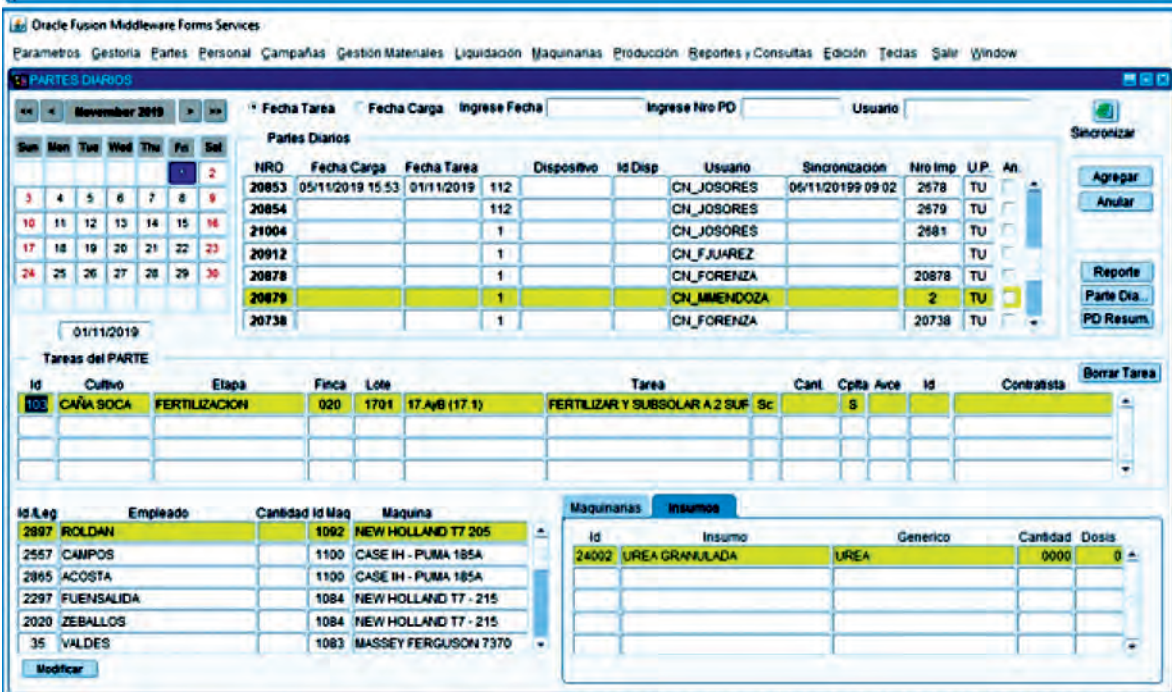 Oracle Fusion Middleware Forms Services
Parametros Gestoria Partes Personal Campañas Gestión Materiales Liquidación Maquinarias Producción Reportes y Consultas Edición Teclas Salir Window
PARTES DIARIOS
<< < November 2019 > >>
Fecha Tarea Fecha Carga Ingrese Fecha Ingrese Nro PD Usuario
Sincronizar
Sun Mon Tue Wed Thu Fri Sat
1 2
3 4 5 6 7 8 9
10 11 12 13 14 15 16
17 18 19 20 21 22 23
24 25 26 27 28 29 30
01/11/2019
Partes Diarios
NRO Fecha Carga Fecha Tarea Dispositivo Id Disp Usuario Sincronizacion Nro Imp U.P. An.
20853 05/11/2019 15 53 01/11/2019 112 CN_JOSORES 06/11/20199 09 02 2678 TU
20854 112 CN_JOSORES 2679 TU
21004 1 CN_JOSORES 2681 TU
20912 1 CN_FJUAREZ TU
20878 1 CN_FORENZA 20878 TU
20879 1 CN_MMENDOZA 2 TU
20738 1 CN_FORENZA 20738 TU
Agregar
Anular
Reporte
Parte Dia...
PD Resum.
Tareas del PARTE
Borrar Tarea
Id Cultivo Etapa Finca Lote Tarea Cant. Cplta Avce Id Contratista
103 CAÑA SOCA FERTILIZACION 020 1701 17.AyB (17.1) FERTILIZAR Y SUBSOLAR A 2 SUR Sc S
Id/Leg Empleado Cantidad Id Maq Maquina
2897 ROLDAN 1092 NEW HOLLAND T7 205
2557 CAMPOS 1100 CASE IH - PUMA 185A
2865 ACOSTA 1100 CASE IH - PUMA 185A
2297 FUENSALIDA 1084 NEW HOLLAND T7 - 215
2020 ZEBALLOS 1084 NEW HOLLAND T7 - 215
35 VALDES 1083 MASSEY FERGUSON 7370
Modificar
Maquinarias Insumos
Id Insumo Generico Cantidad Dosis
24002 UREA GRANULADA UREA 0000 0